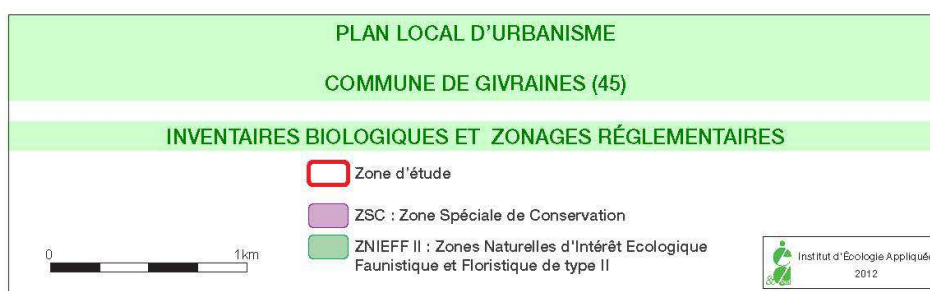 PLAN LOCAL D'URBANISME
COMMUNE DE GIVRAINES (45)
INVENTAIRES BIOLOGIQUES ET ZONAGES RÉGLEMENTAIRES
Zone d'étude
ZSC : Zone Spéciale de Conservation
ZNIEFF II : Zones Naturelles d'Intérêt Ecologique
Faunistique et Floristique de type II
0 1km
Institut d'Écologie Appliquée
2012